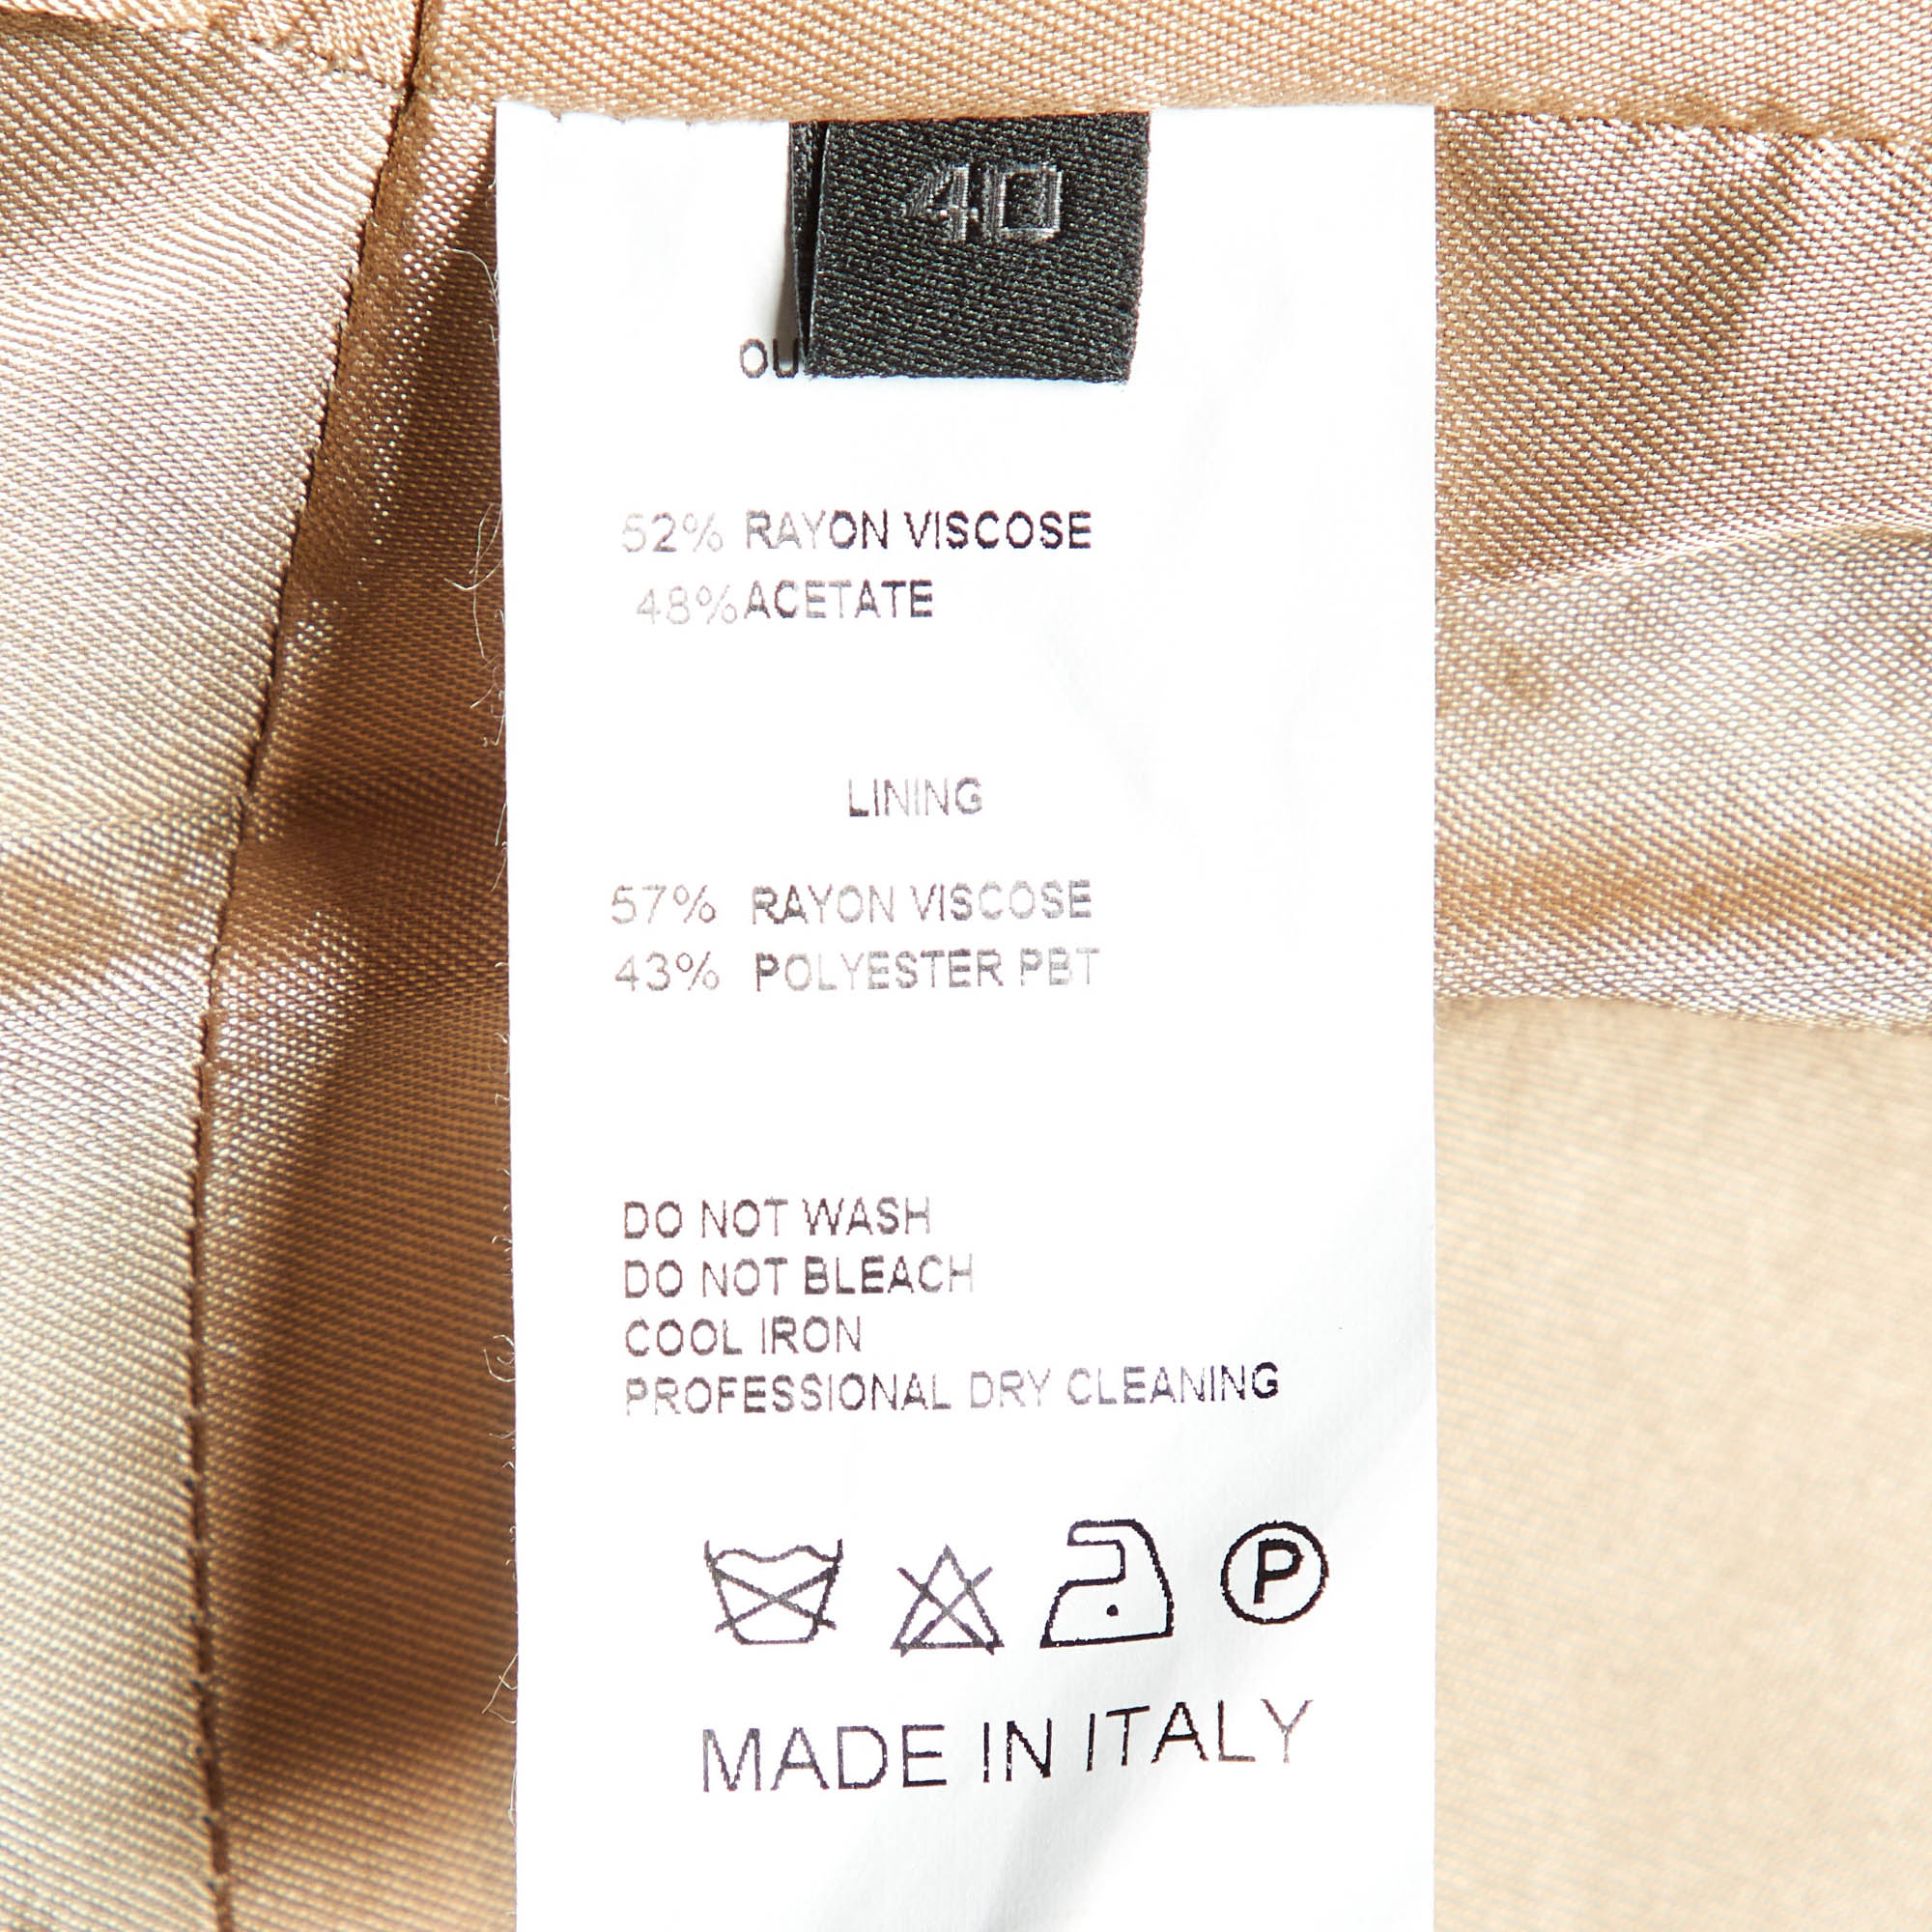 40
52% RAYON VISCOSE
48% ACETATE
LINING
57% RAYON VISCOSE
43% POLYESTER PBT
DO NOT WASH
DO NOT BLEACH
COOL IRON
PROFESSIONAL DRY CLEANING
P
MADE IN ITALY